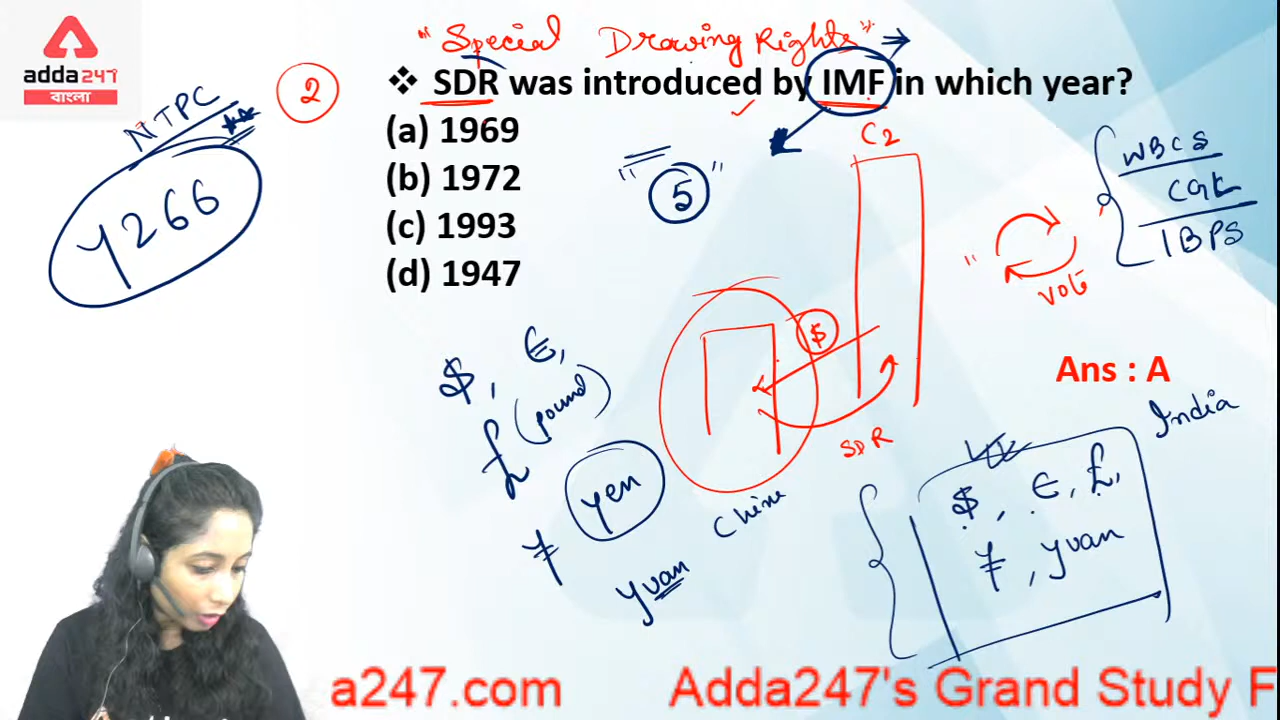 "Special Drawing Rights"
adda247
বাংলা
NTPC
2
❖ SDR was introduced by IMF in which year?
(a) 1969
(b) 1972
(c) 1993
(d) 1947
Y266
"5"
C2
WBCS
CGL
IBPS
" VOTE
$
$, €,
£ (pound)
yen
¥
yuan
China
SDR
Ans : A
India
$, €, £,
¥, yuan
a247.com
Adda247's Grand Study F